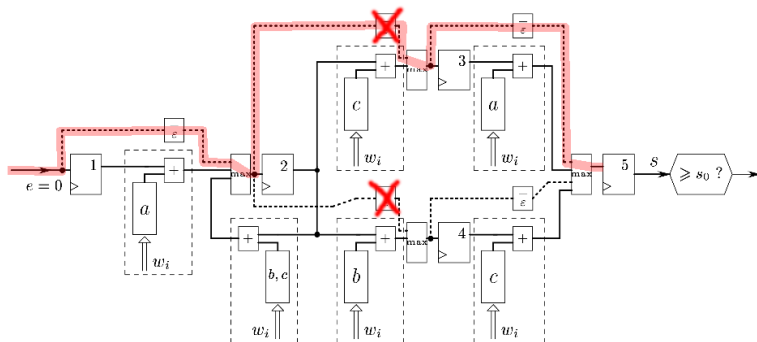 ε
+ max 3 + a c
w_i w_i
ε 1 + max 2 max 5 s ⩾ s₀ ?
e = 0
a + + max ε 4 +
w_i b, c b c
w_i w_i w_i